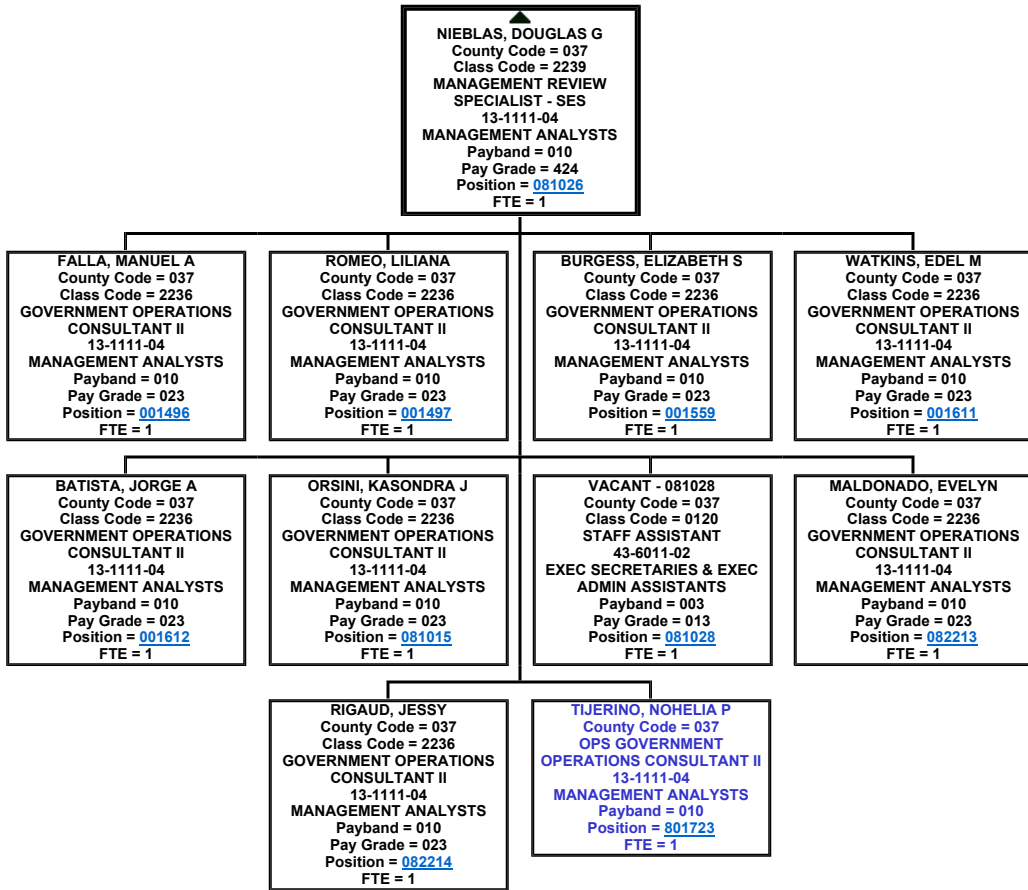 NIEBLAS, DOUGLAS G
County Code = 037
Class Code = 2239
MANAGEMENT REVIEW
SPECIALIST - SES
13-1111-04
MANAGEMENT ANALYSTS
Payband = 010
Pay Grade = 424
Position = 081026
FTE = 1
FALLA, MANUEL A
County Code = 037
Class Code = 2236
GOVERNMENT OPERATIONS
CONSULTANT II
13-1111-04
MANAGEMENT ANALYSTS
Payband = 010
Pay Grade = 023
Position = 001496
FTE = 1
ROMEO, LILIANA
County Code = 037
Class Code = 2236
GOVERNMENT OPERATIONS
CONSULTANT II
13-1111-04
MANAGEMENT ANALYSTS
Payband = 010
Pay Grade = 023
Position = 001497
FTE = 1
BURGESS, ELIZABETH S
County Code = 037
Class Code = 2236
GOVERNMENT OPERATIONS
CONSULTANT II
13-1111-04
MANAGEMENT ANALYSTS
Payband = 010
Pay Grade = 023
Position = 001559
FTE = 1
WATKINS, EDEL M
County Code = 037
Class Code = 2236
GOVERNMENT OPERATIONS
CONSULTANT II
13-1111-04
MANAGEMENT ANALYSTS
Payband = 010
Pay Grade = 023
Position = 001611
FTE = 1
BATISTA, JORGE A
County Code = 037
Class Code = 2236
GOVERNMENT OPERATIONS
CONSULTANT II
13-1111-04
MANAGEMENT ANALYSTS
Payband = 010
Pay Grade = 023
Position = 001612
FTE = 1
ORSINI, KASONDRA J
County Code = 037
Class Code = 2236
GOVERNMENT OPERATIONS
CONSULTANT II
13-1111-04
MANAGEMENT ANALYSTS
Payband = 010
Pay Grade = 023
Position = 081015
FTE = 1
VACANT - 081028
County Code = 037
Class Code = 0120
STAFF ASSISTANT
43-6011-02
EXEC SECRETARIES & EXEC
ADMIN ASSISTANTS
Payband = 003
Pay Grade = 013
Position = 081028
FTE = 1
MALDONADO, EVELYN
County Code = 037
Class Code = 2236
GOVERNMENT OPERATIONS
CONSULTANT II
13-1111-04
MANAGEMENT ANALYSTS
Payband = 010
Pay Grade = 023
Position = 082213
FTE = 1
RIGAUD, JESSY
County Code = 037
Class Code = 2236
GOVERNMENT OPERATIONS
CONSULTANT II
13-1111-04
MANAGEMENT ANALYSTS
Payband = 010
Pay Grade = 023
Position = 082214
FTE = 1
TIJERINO, NOHELIA P
County Code = 037
OPS GOVERNMENT
OPERATIONS CONSULTANT II
13-1111-04
MANAGEMENT ANALYSTS
Payband = 010
Position = 801723
FTE = 1